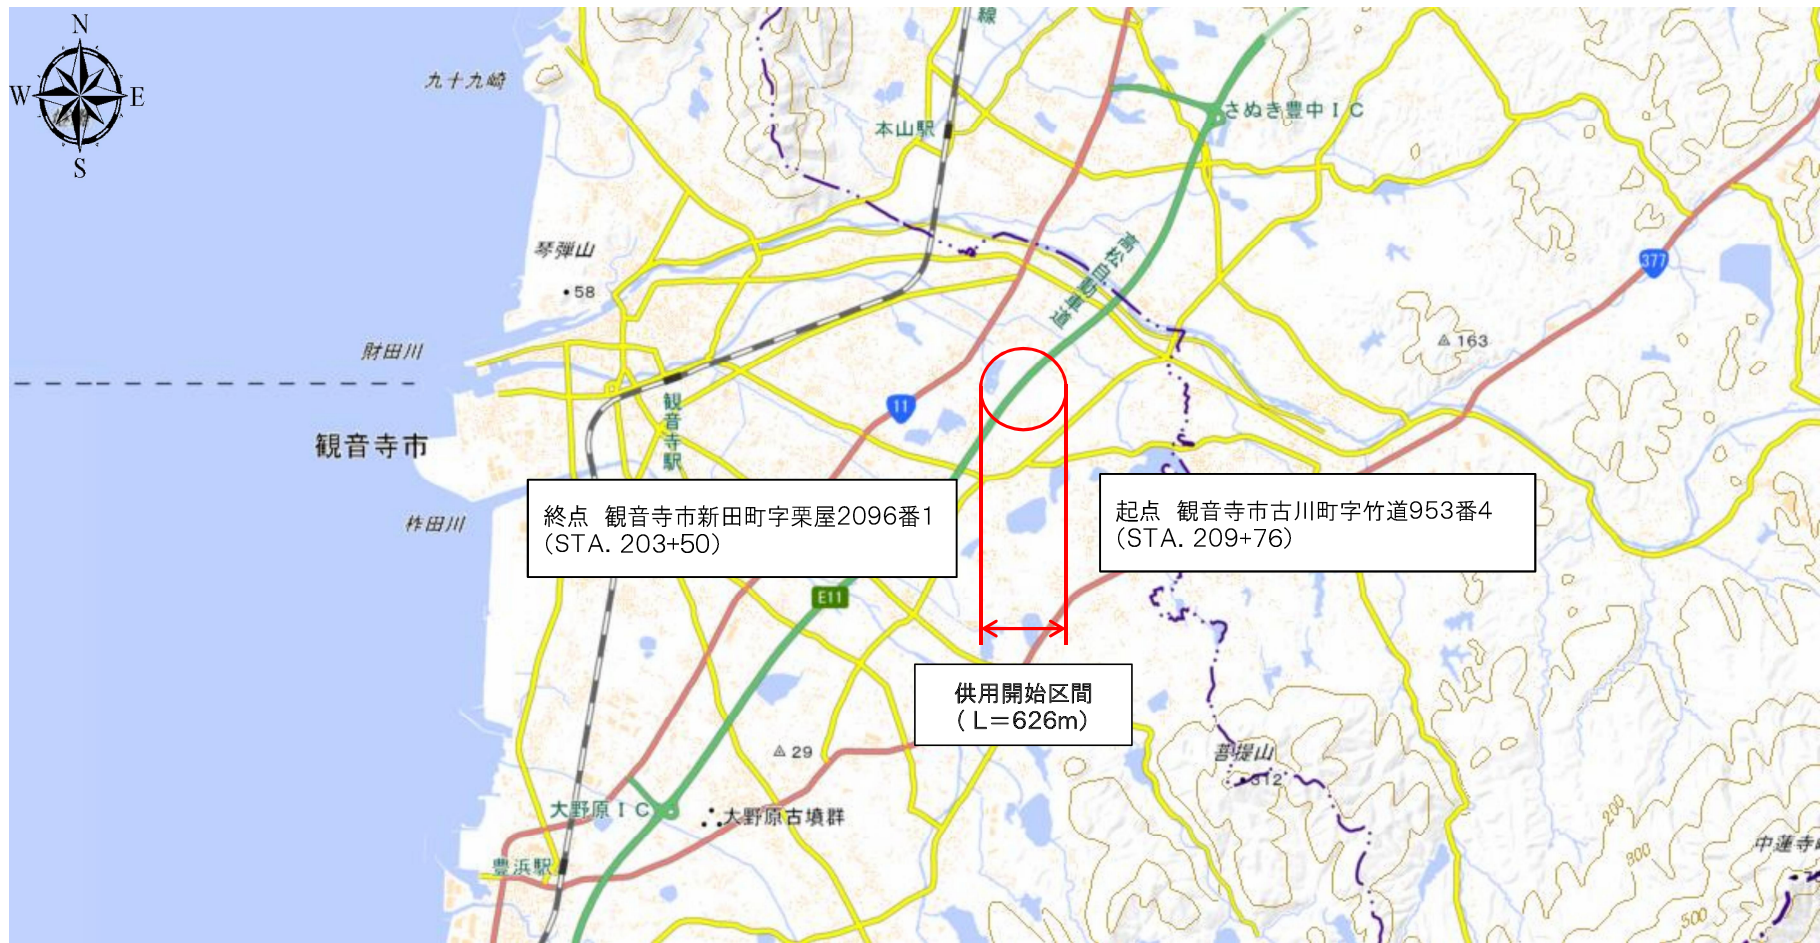 N
W
E
S
線
九十九崎
本山駅
さぬき豊中IC
高松自動車道
琴弾山
58
377
財田川
163
11
観音寺駅
観音寺市
柞田川
終点 観音寺市新田町字栗屋2096番1
(STA. 203+50)
起点 観音寺市古川町字竹道953番4
(STA. 209+76)
E11
供用開始区間
(L=626m)
29
菩提山
312
大野原IC
大野原古墳群
豊浜駅
200
300
500
中蓮寺